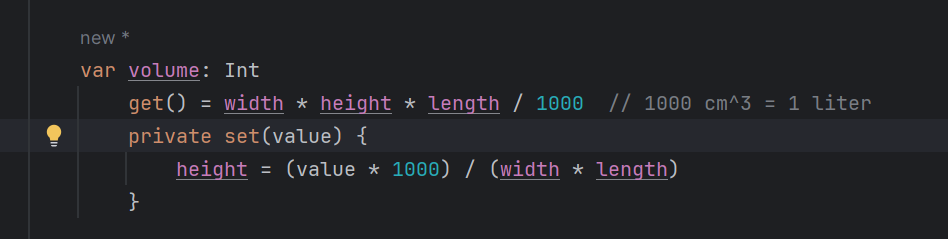 new *
var volume: Int
get() = width * height * length / 1000  // 1000 cm^3 = 1 liter
private set(value) {
height = (value * 1000) / (width * length)
}